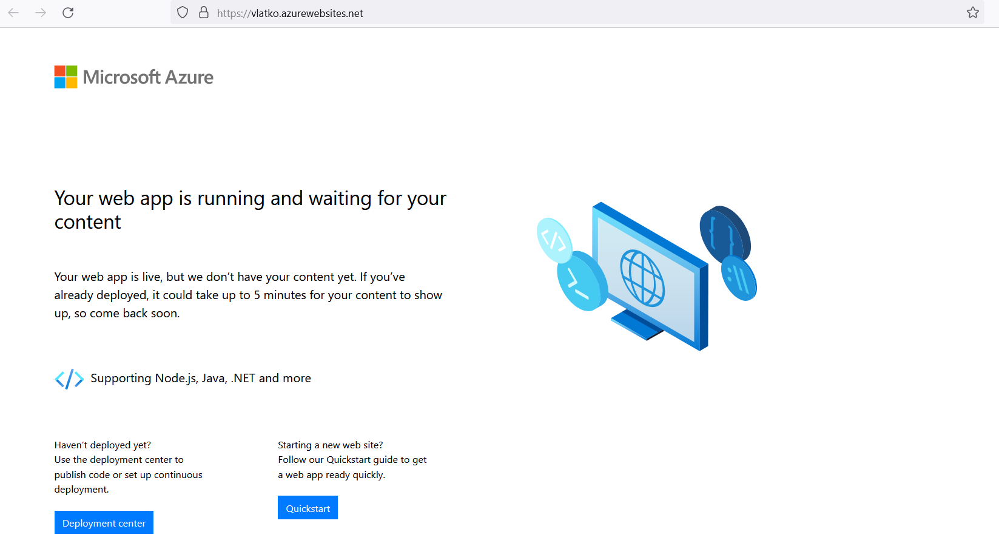 https://vlatko.azurewebsites.net
Microsoft Azure
Your web app is running and waiting for your
content
Your web app is live, but we don’t have your content yet. If you’ve
already deployed, it could take up to 5 minutes for your content to show
up, so come back soon.
</> Supporting Node.js, Java, .NET and more
Haven’t deployed yet?
Use the deployment center to
publish code or set up continuous
deployment.
Deployment center
Starting a new web site?
Follow our Quickstart guide to get
a web app ready quickly.
Quickstart